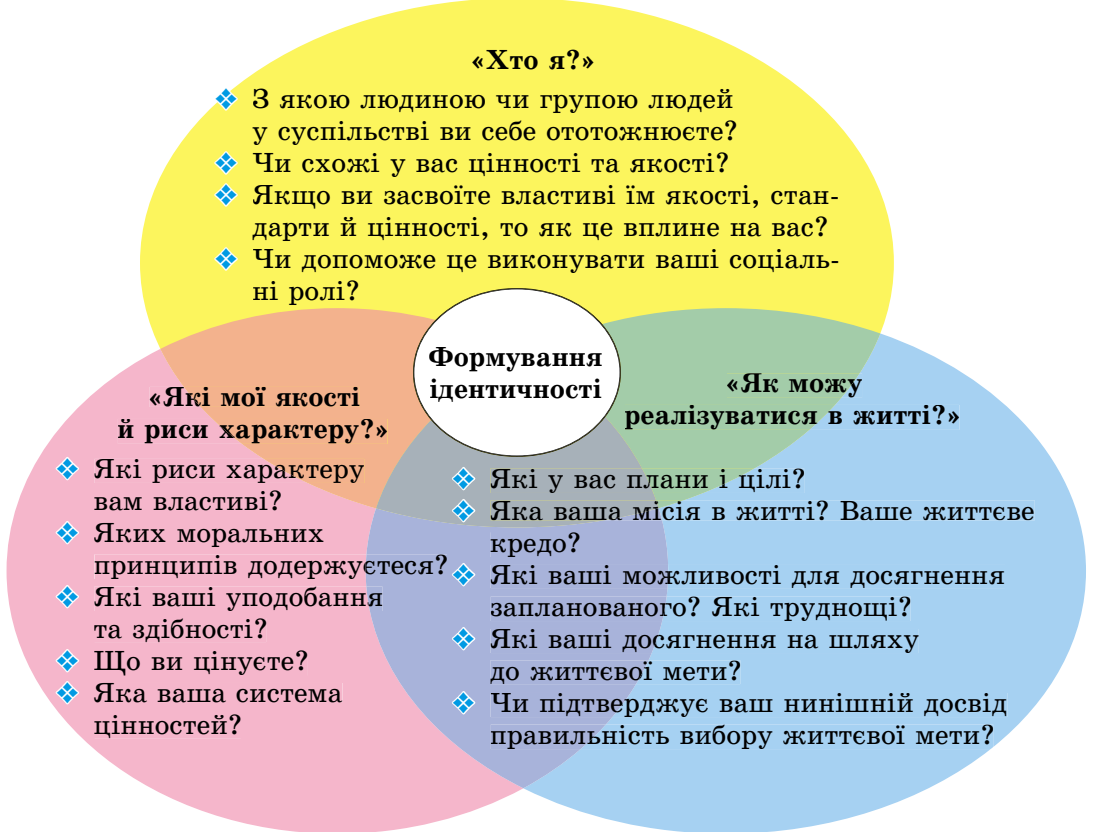 «Хто я?»
❖ З якою людиною чи групою людей
у суспільстві ви себе ототожнюєте?
❖ Чи схожі у вас цінності та якості?
❖ Якщо ви засвоїте властиві їм якості, стан-
дарти й цінності, то як це вплине на вас?
❖ Чи допоможе це виконувати ваші соціаль-
ні ролі?
Формування
ідентичності
«Які мої якості
й риси характеру?»
❖ Які риси характеру
вам властиві?
❖ Яких моральних
принципів додержуєтеся?
❖ Які ваші уподобання
та здібності?
❖ Що ви цінуєте?
❖ Яка ваша система
цінностей?
«Як можу
реалізуватися в житті?»
❖ Які у вас плани і цілі?
❖ Яка ваша місія в житті? Ваше життєве
кредо?
❖ Які ваші можливості для досягнення
запланованого? Які труднощі?
❖ Які ваші досягнення на шляху
до життєвої мети?
❖ Чи підтверджує ваш нинішній досвід
правильність вибору життєвої мети?